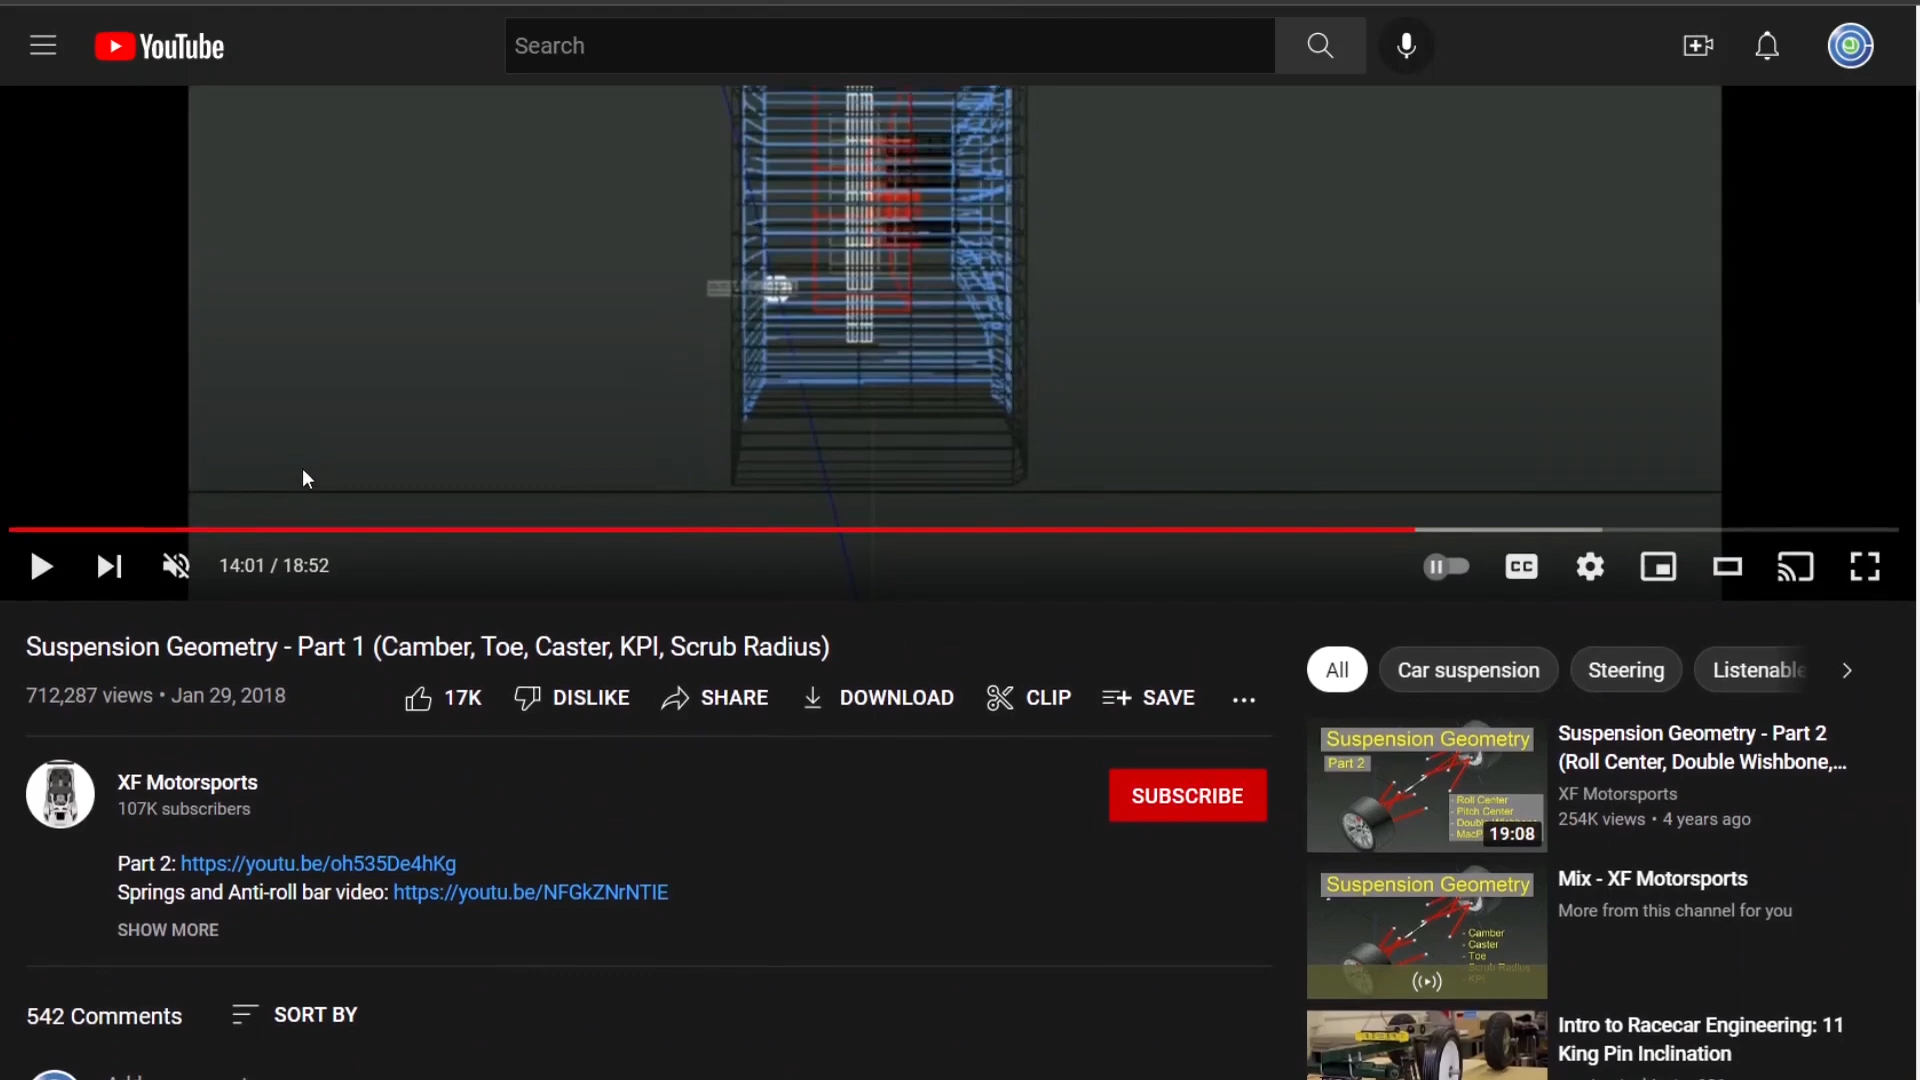 YouTube
Search
14:01 / 18:52
CC
Suspension Geometry - Part 1 (Camber, Toe, Caster, KPI, Scrub Radius)
712,287 views • Jan 29, 2018
17K
DISLIKE
SHARE
DOWNLOAD
CLIP
SAVE
XF Motorsports
107K subscribers
SUBSCRIBE
Part 2: https://youtu.be/oh535De4hKg
Springs and Anti-roll bar video: https://youtu.be/NFGkZNrNTIE
SHOW MORE
542 Comments
SORT BY
All
Car suspension
Steering
Listenable
Suspension Geometry
Part 2
- Roll Center
- Pitch Center
19:08
Suspension Geometry - Part 2
(Roll Center, Double Wishbone,...
XF Motorsports
254K views • 4 years ago
Suspension Geometry
- Camber
- Caster
- Toe
- Scrub Radius
- KPI
Mix - XF Motorsports
More from this channel for you
Intro to Racecar Engineering: 11
King Pin Inclination